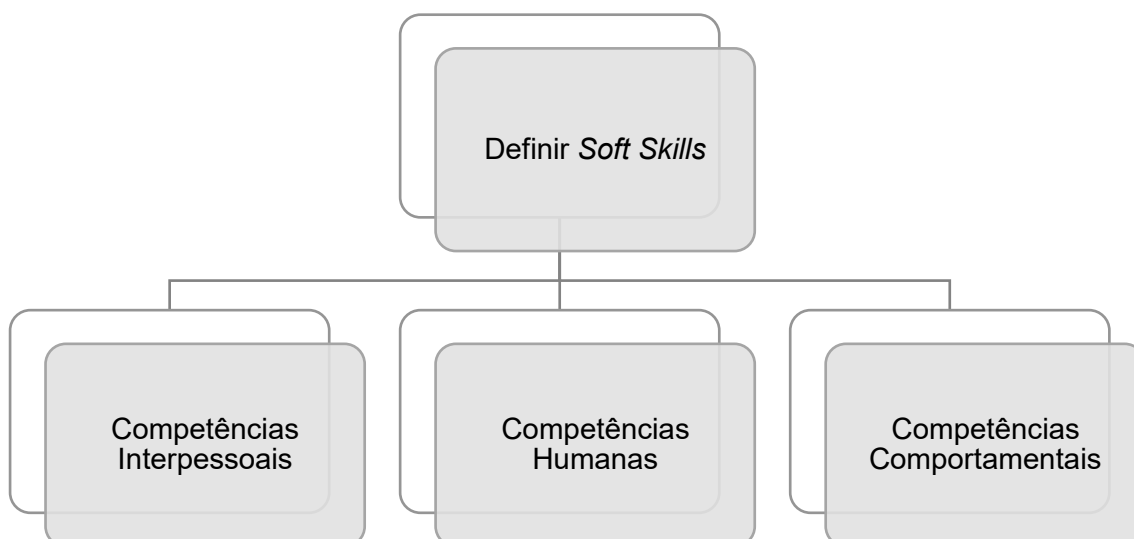 Definir Soft Skills
Competências
Interpessoais
Competências
Humanas
Competências
Comportamentais